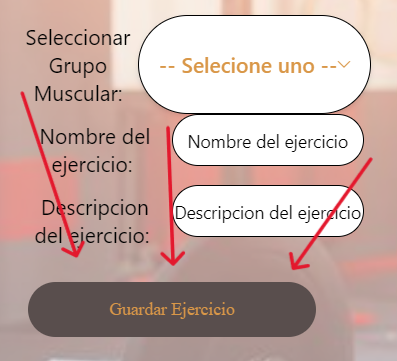 Seleccionar
Grupo
Muscular:
-- Selecione uno --
Nombre del
ejercicio:
Nombre del ejercicio
Descripcion
del ejercicio:
Descripcion del ejercicio
Guardar Ejercicio